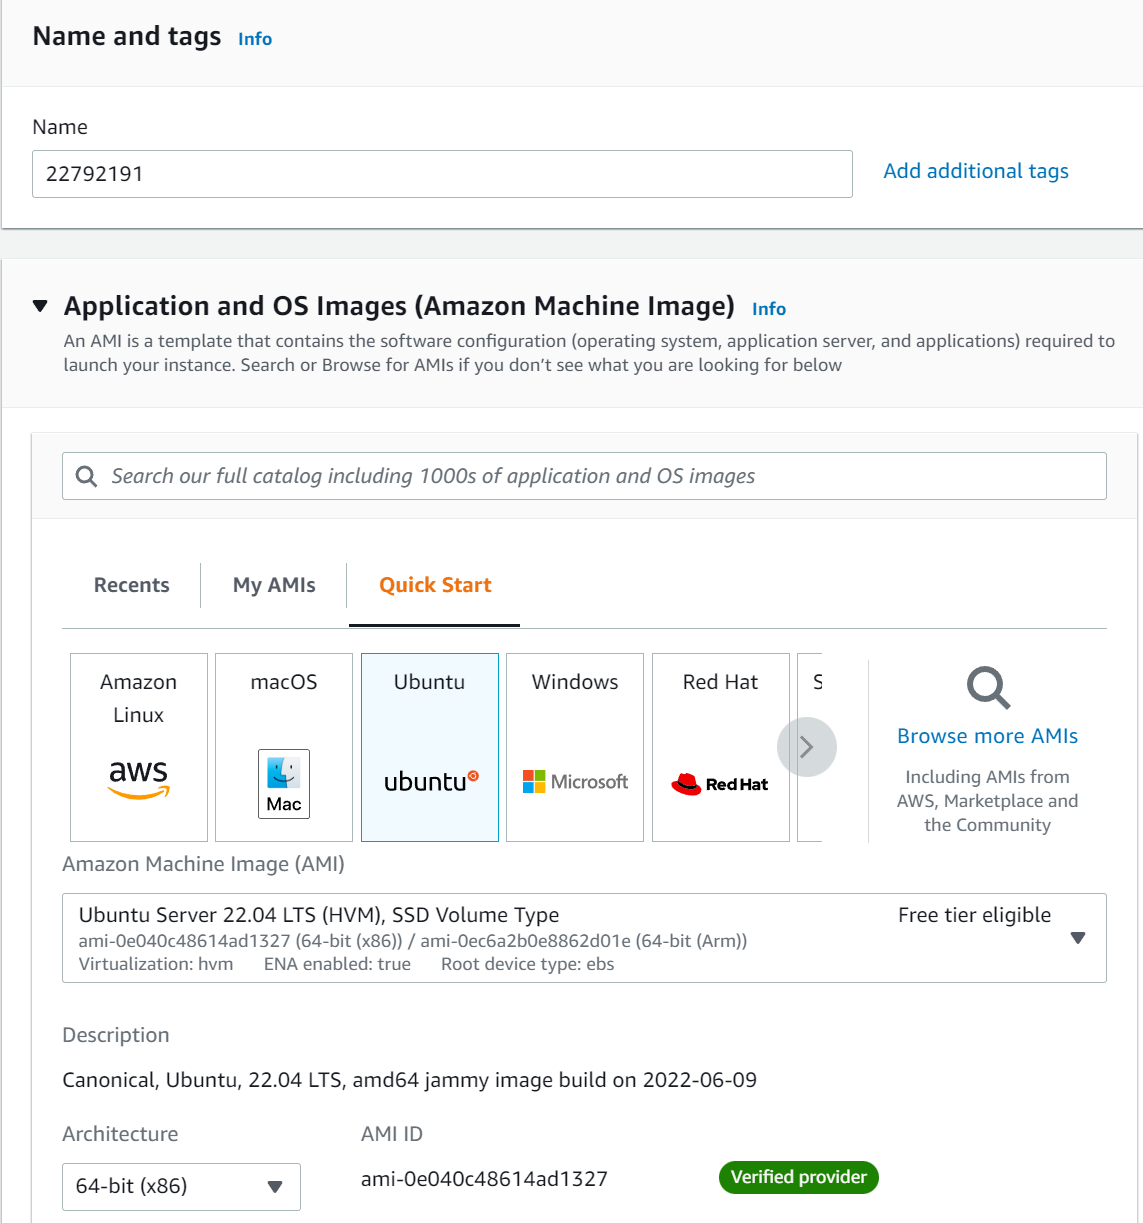 Name and tags Info
Name
22792191
Add additional tags
Application and OS Images (Amazon Machine Image) Info
An AMI is a template that contains the software configuration (operating system, application server, and applications) required to
launch your instance. Search or Browse for AMIs if you don’t see what you are looking for below
Search our full catalog including 1000s of application and OS images
Recents
My AMIs
Quick Start
Amazon
Linux
aws
macOS
Mac
Ubuntu
ubuntu
Windows
Microsoft
Red Hat
Red Hat
S
Browse more AMIs
Including AMIs from
AWS, Marketplace and
the Community
Amazon Machine Image (AMI)
Ubuntu Server 22.04 LTS (HVM), SSD Volume Type
Free tier eligible
ami-0e040c48614ad1327 (64-bit (x86)) / ami-0ec6a2b0e8862d01e (64-bit (Arm))
Virtualization: hvm ENA enabled: true Root device type: ebs
Description
Canonical, Ubuntu, 22.04 LTS, amd64 jammy image build on 2022-06-09
Architecture
AMI ID
64-bit (x86)
ami-0e040c48614ad1327
Verified provider